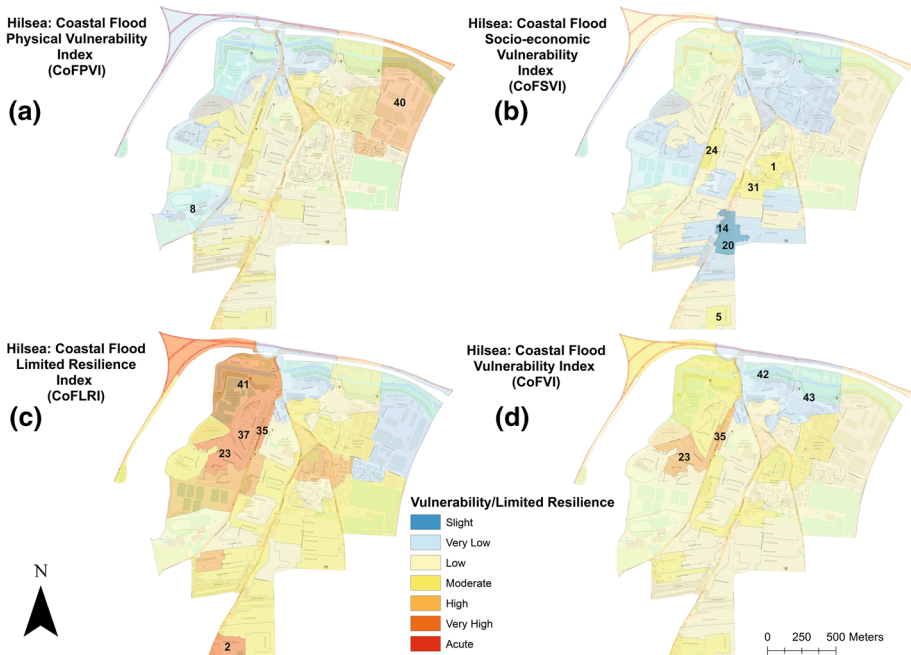 Hilsea: Coastal Flood
Physical Vulnerability
Index
(CoFPVI)
(a)
40
8
Hilsea: Coastal Flood
Socio-economic
Vulnerability
Index
(CoFSVI)
(b)
24
1
31
14
20
5
Hilsea: Coastal Flood
Limited Resilience
Index
(CoFLRI)
(c)
41
37
35
23
2
Hilsea: Coastal Flood
Vulnerability Index
(CoFVI)
(d)
42
43
35
23
Vulnerability/Limited Resilience
Slight
Very Low
Low
Moderate
High
Very High
Acute
N
0 250 500 Meters